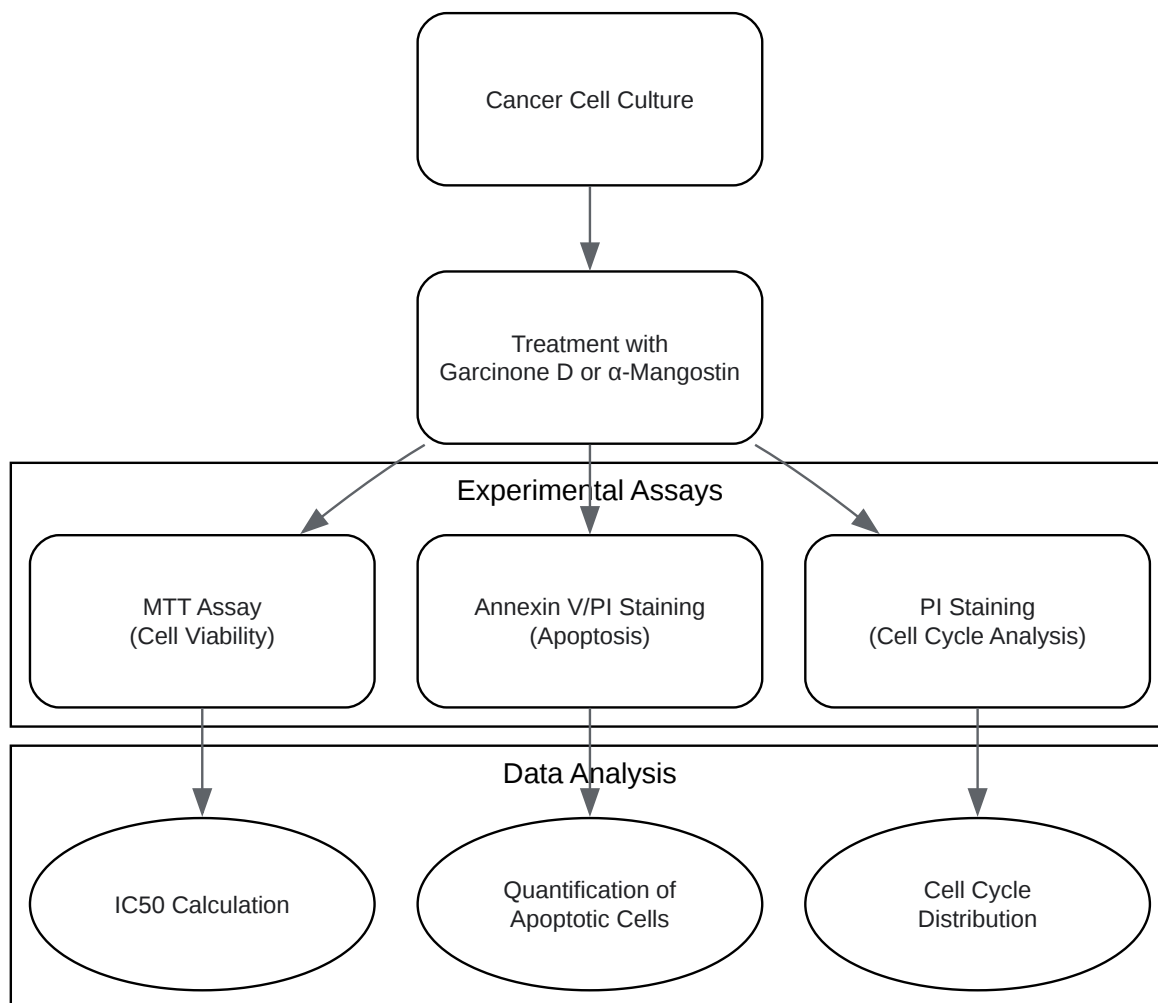 Cancer Cell Culture
Treatment with
Garcinone D or α-Mangostin
Experimental Assays
MTT Assay
(Cell Viability)
Annexin V/PI Staining
(Apoptosis)
PI Staining
(Cell Cycle Analysis)
Data Analysis
IC50 Calculation
Quantification of
Apoptotic Cells
Cell Cycle
Distribution